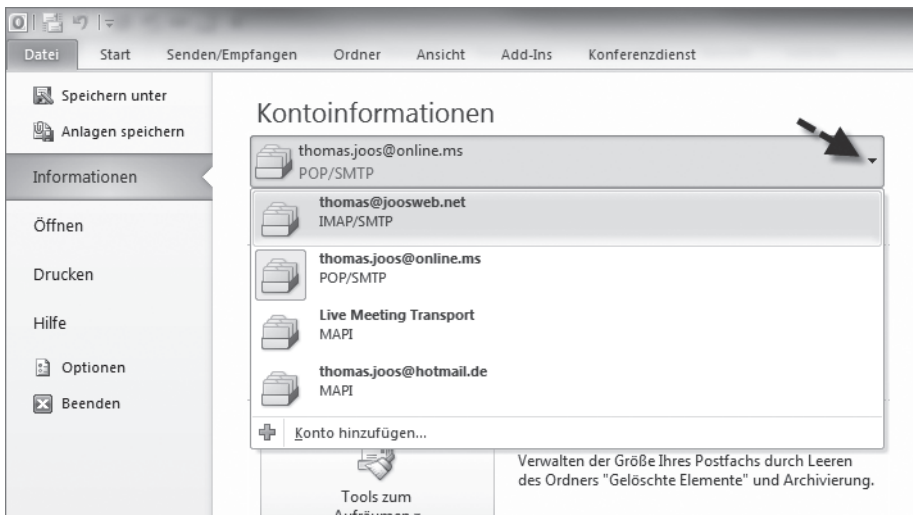 Datei Start Senden/Empfangen Ordner Ansicht Add-Ins Konferenzdienst
Speichern unter
Anlagen speichern
Informationen
Öffnen
Drucken
Hilfe
Optionen
Beenden
Kontoinformationen
thomas.joos@online.ms
POP/SMTP
thomas@joosweb.net
IMAP/SMTP
thomas.joos@online.ms
POP/SMTP
Live Meeting Transport
MAPI
thomas.joos@hotmail.de
MAPI
Konto hinzufügen...
Tools zum
Verwalten der Größe Ihres Postfachs durch Leeren
des Ordners "Gelöschte Elemente" und Archivierung.